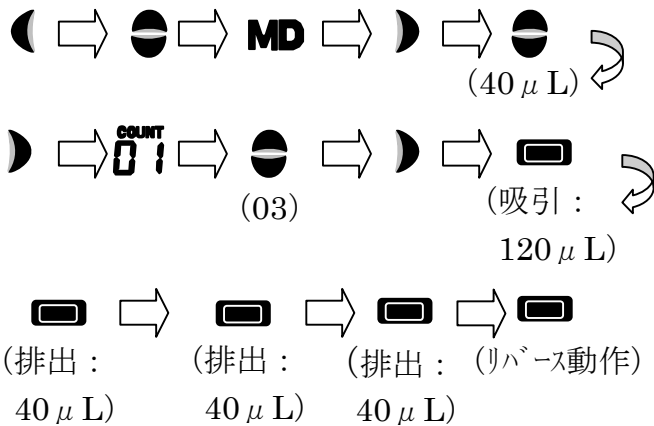 MD
(40μL)
COUNT
01
(03)
(吸引：
120μL)
(排出：
40μL)
(排出：
40μL)
(排出：
40μL)
(ﾘﾊﾞｰｽ動作)